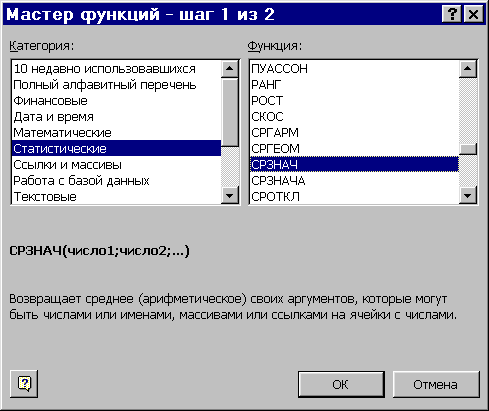 Мастер функций - шаг 1 из 2
Категория:
Функция:
10 недавно использовавшихся
Полный алфавитный перечень
Финансовые
Дата и время
Математические
Статистические
Ссылки и массивы
Работа с базой данных
Текстовые
ПУАССОН
РАНГ
РОСТ
СКОС
СРГАРМ
СРГЕОМ
СРЗНАЧ
СРЗНАЧА
СРОТКЛ
СРЗНАЧ(число1;число2;...)
Возвращает среднее (арифметическое) своих аргументов, которые могут
быть числами или именами, массивами или ссылками на ячейки с числами.
ОК
Отмена